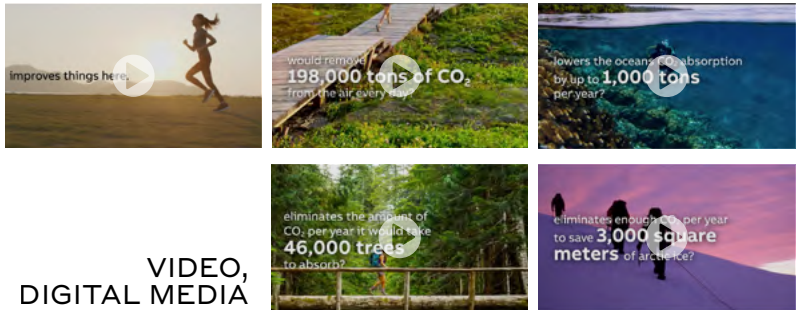 improves things here.
would remove
198,000 tons of CO₂
from the air every day?
lowers the oceans CO₂ absorption
by up to 1,000 tons
per year?
eliminates the amount of
CO₂ per year it would take
46,000 trees
to absorb?
eliminates enough CO₂ per year
to save 3,000 square
meters of arctic ice?
VIDEO,
DIGITAL MEDIA